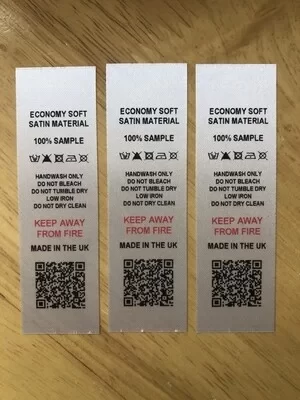 ECONOMY SOFT
SATIN MATERIAL
100% SAMPLE
HANDWASH ONLY
DO NOT BLEACH
DO NOT TUMBLE DRY
LOW IRON
DO NOT DRY CLEAN
KEEP AWAY
FROM FIRE
MADE IN THE UK
ECONOMY SOFT
SATIN MATERIAL
100% SAMPLE
HANDWASH ONLY
DO NOT BLEACH
DO NOT TUMBLE DRY
LOW IRON
DO NOT DRY CLEAN
KEEP AWAY
FROM FIRE
MADE IN THE UK
ECONOMY SOFT
SATIN MATERIAL
100% SAMPLE
HANDWASH ONLY
DO NOT BLEACH
DO NOT TUMBLE DRY
LOW IRON
DO NOT DRY CLEAN
KEEP AWAY
FROM FIRE
MADE IN THE UK